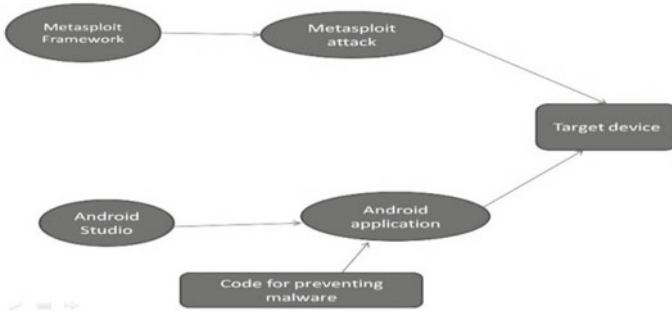 Metasploit
Framework
Metasploit
attack
Target device
Android
Studio
Android
application
Code for preventing
malware